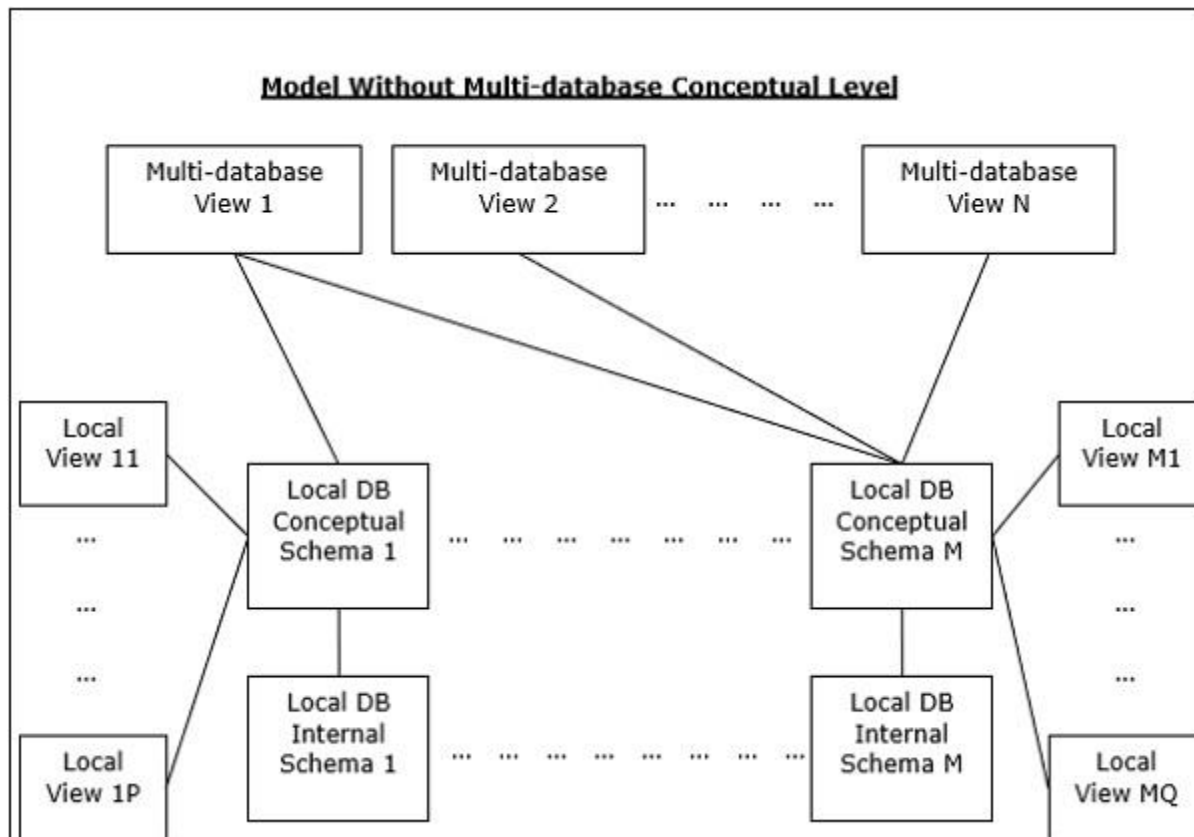 Model Without Multi-database Conceptual Level
Multi-database
View 1
Multi-database
View 2
... ... ... ...
Multi-database
View N
Local
View 11
...
...
...
Local
View 1P
Local DB
Conceptual
Schema 1
... ... ... ... ... ... ...
Local DB
Conceptual
Schema M
Local DB
Internal
Schema 1
... ... ... ... ... ... ... ...
Local DB
Internal
Schema M
Local
View M1
...
...
...
Local
View MQ